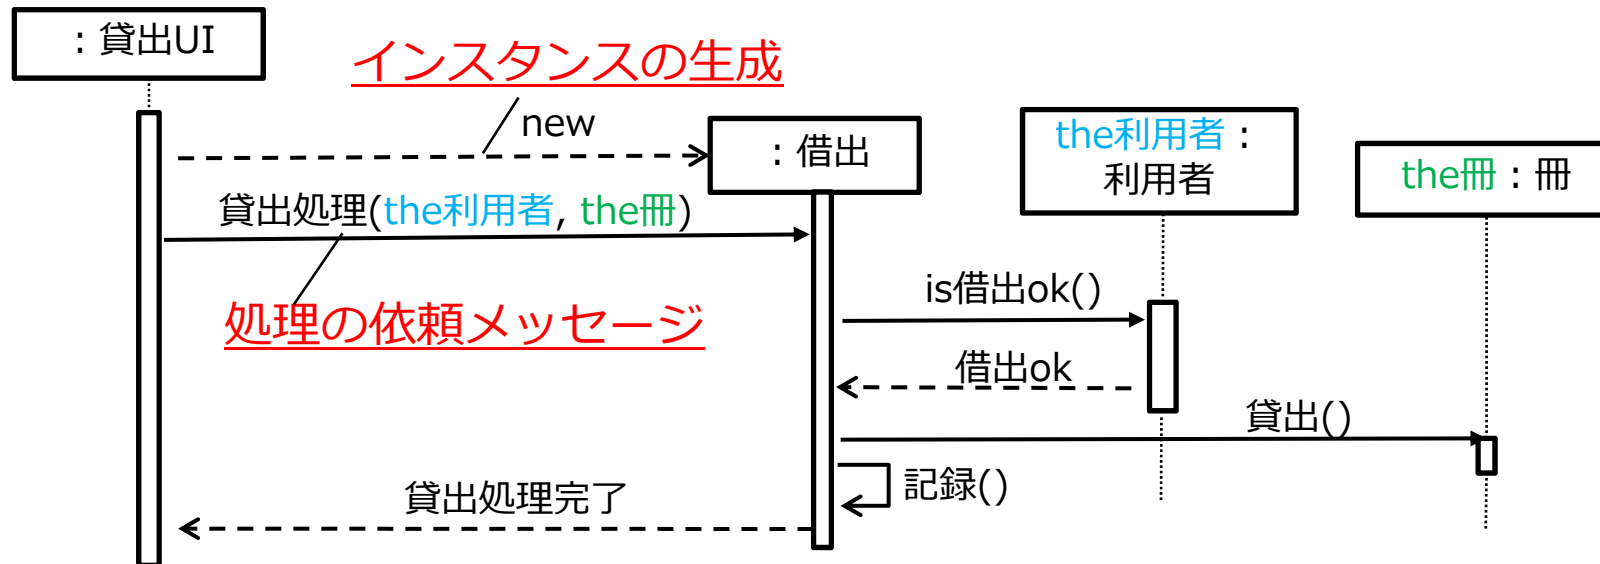 ：貸出UI
インスタンスの生成
new
：借出
the利用者：
利用者
the冊：冊
貸出処理(the利用者, the冊)
is借出ok()
処理の依頼メッセージ
借出ok
貸出()
記録()
貸出処理完了